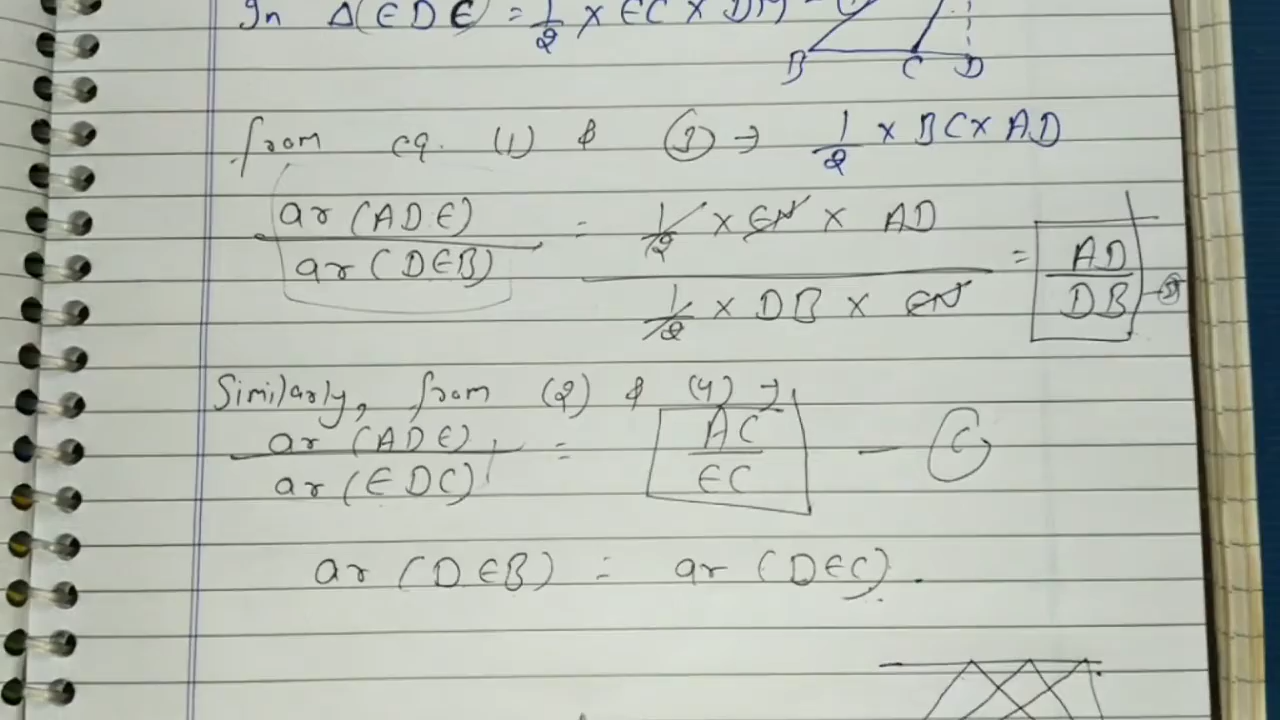 In Δ(EDC = 1/2 × EC × DM
B C D
from eq. (1) & (3) → 1/2 × BC × AD
ar (ADE) / ar (DEB) = 1/2 × EN × AD / 1/2 × DB × EN = AD / DB
Similarly, from (2) & (4) →
ar (ADE) / ar (EDC) = AC / EC —
ar (DEB) = ar (DEC).